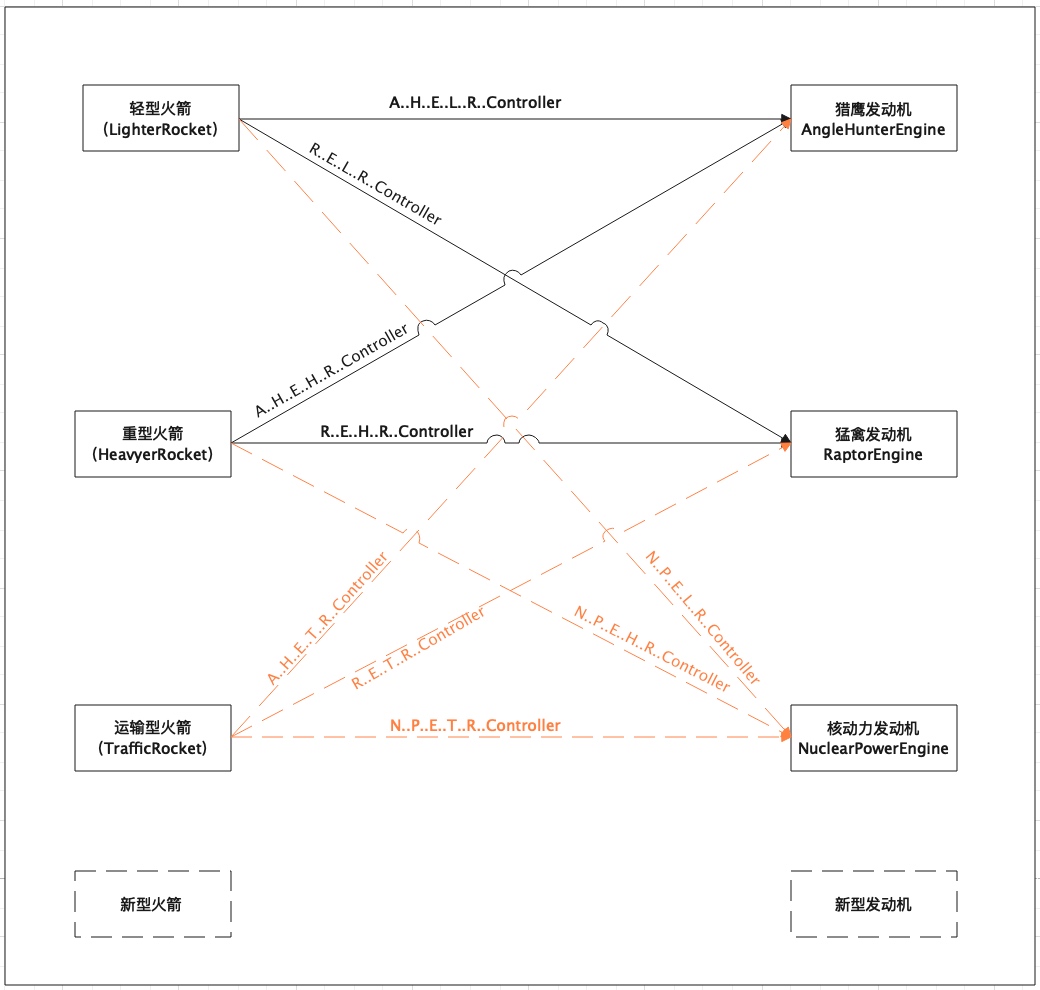 轻型火箭
（LighterRocket）
A..H..E..L..R..Controller
猎鹰发动机
AngleHunterEngine
R..E..L..R..Controller
A..H..E..H..R..Controller
重型火箭
（HeavyerRocket）
R..E..H..R..Controller
猛禽发动机
RaptorEngine
A..H..E..T..R..Controller
R..E..T..R..Controller
N..P..E..L..R..Controller
N..P..E..H..R..Controller
运输型火箭
（TrafficRocket）
N..P..E..T..R..Controller
核动力发动机
NuclearPowerEngine
新型火箭
新型发动机